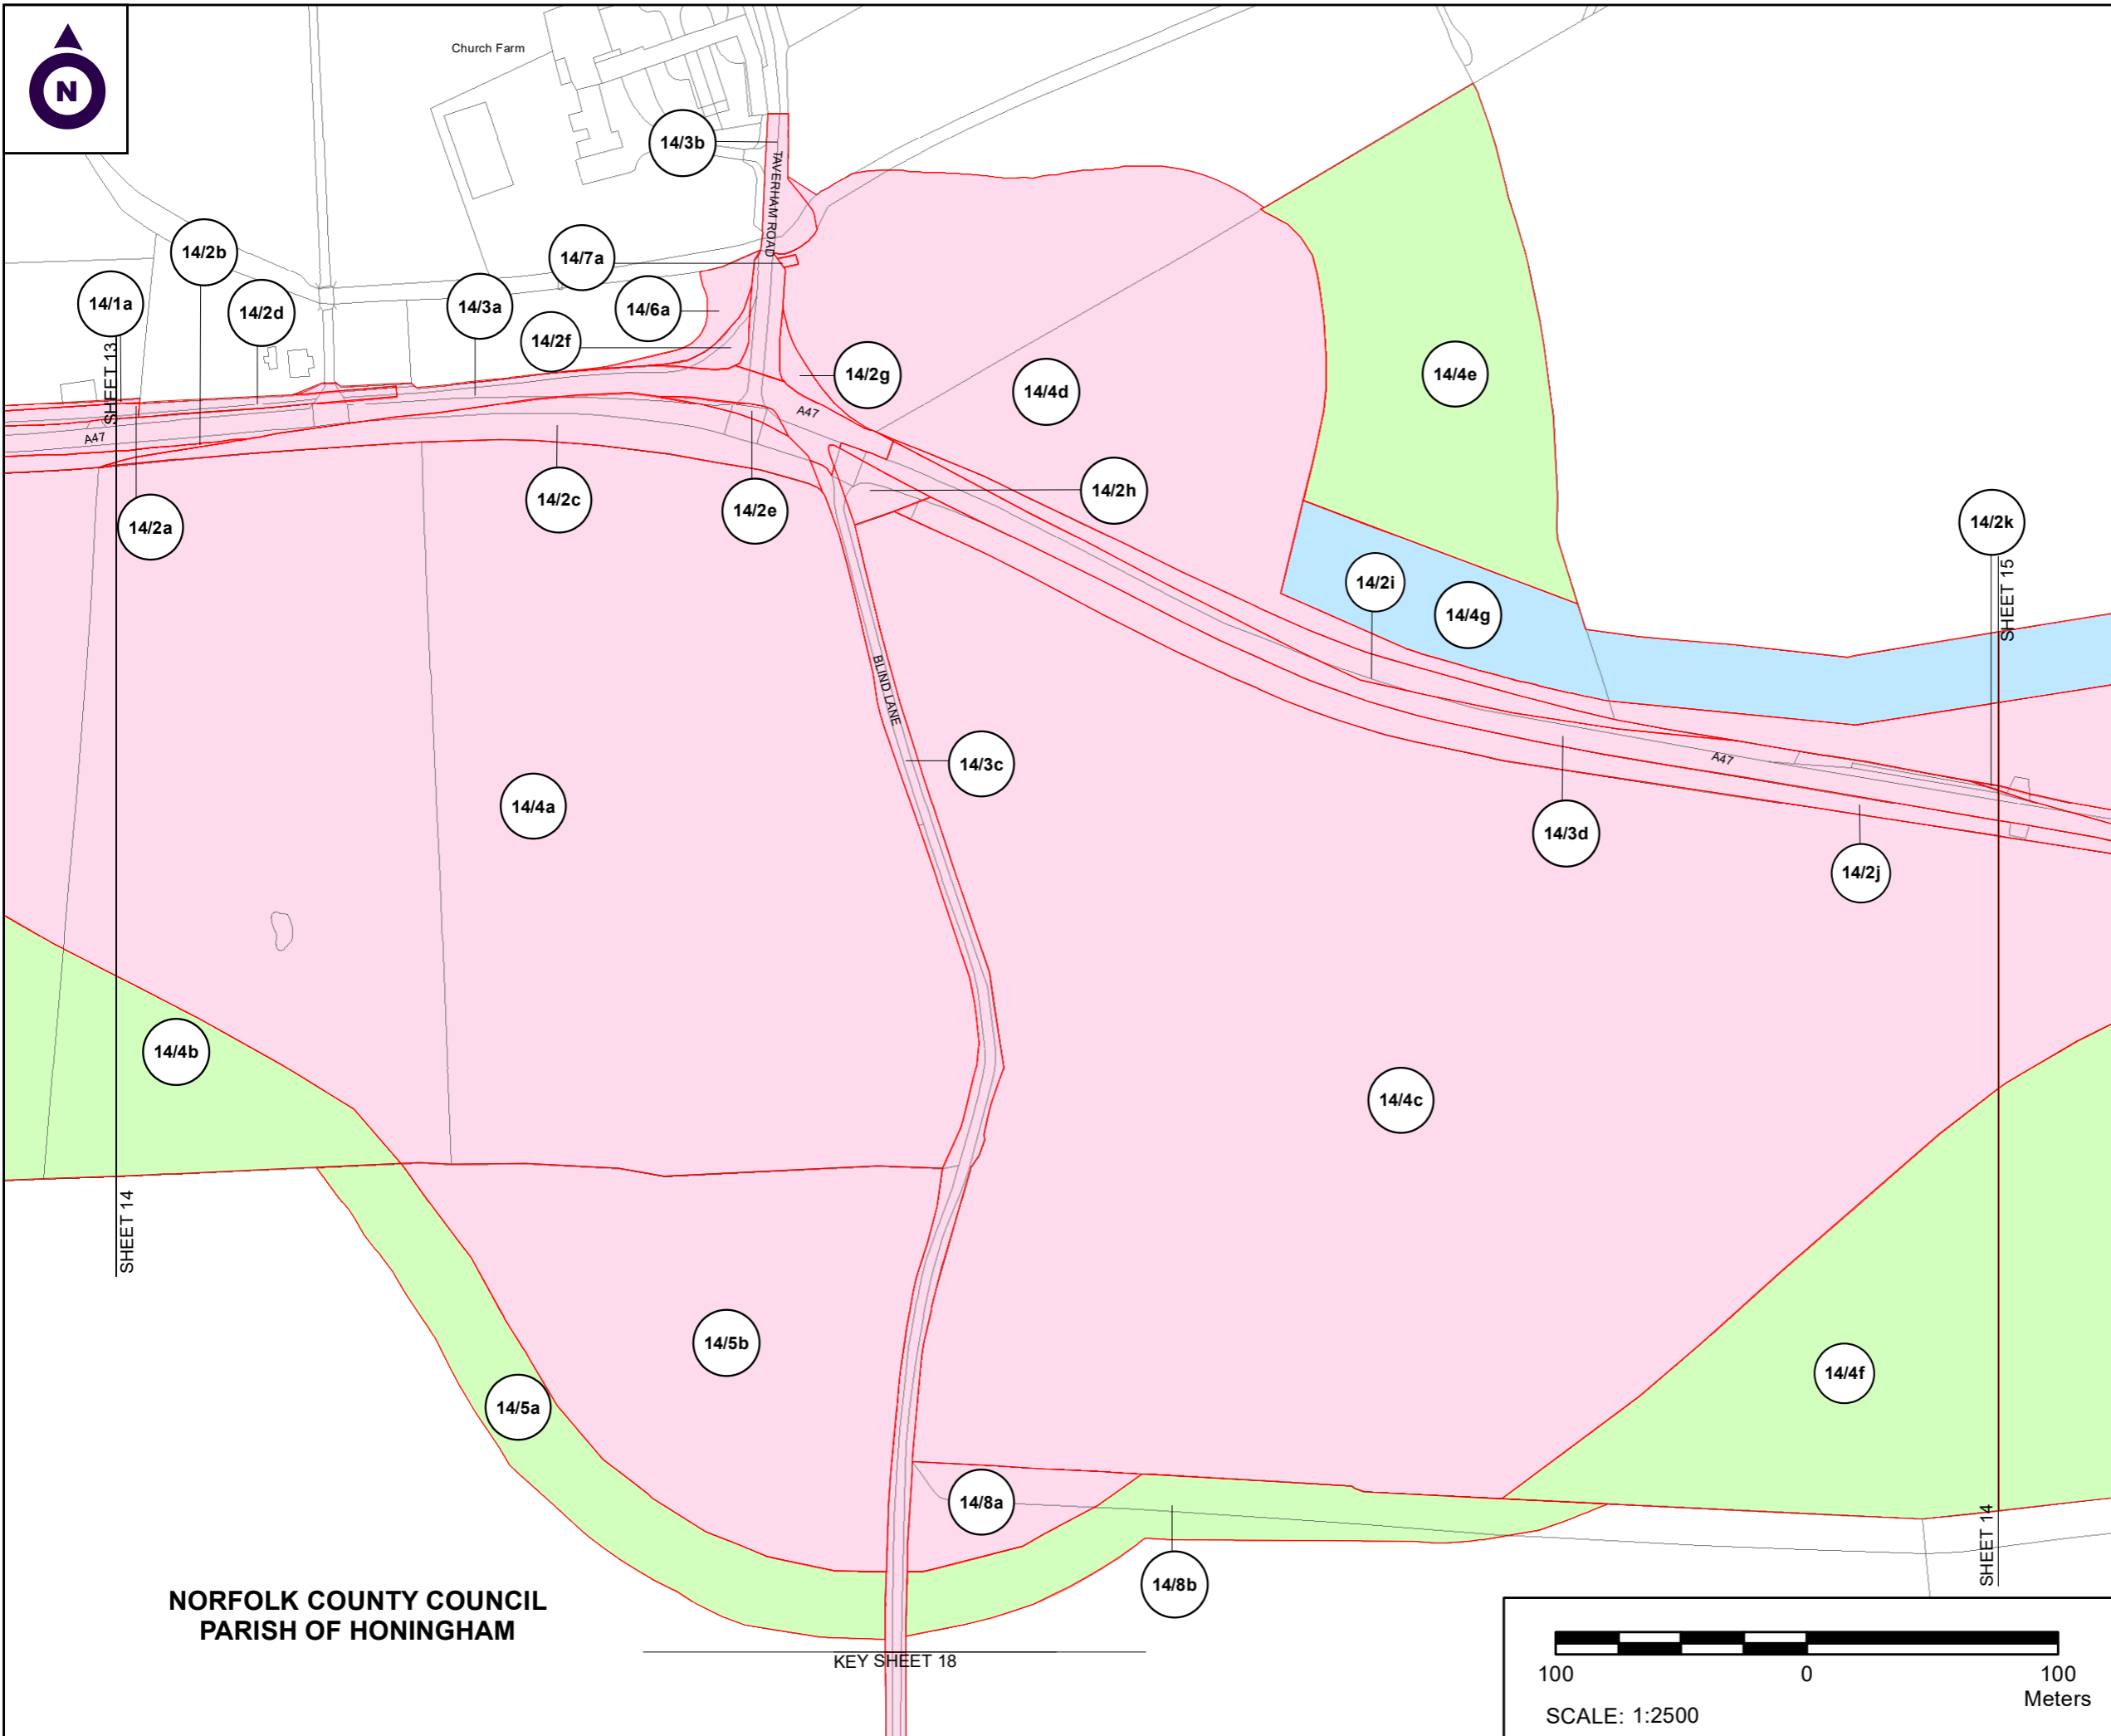 N
Church Farm
14/3b
TAVERHAM ROAD
14/2b
14/7a
14/1a
14/2d
14/3a
14/6a
14/2f
SHEET 13
14/2g
14/4d
14/4e
A47
A47
14/2a
14/2c
14/2e
14/2h
14/2k
14/2i
14/4g
SHEET 15
BLIND LANE
14/3c
A47
14/4a
14/3d
14/2j
14/4b
14/4c
SHEET 14
14/5b
14/5a
14/4f
14/8a
14/8b
SHEET 14
NORFOLK COUNTY COUNCIL
PARISH OF HONINGHAM
KEY SHEET 18
100 0 100
Meters
SCALE: 1:2500